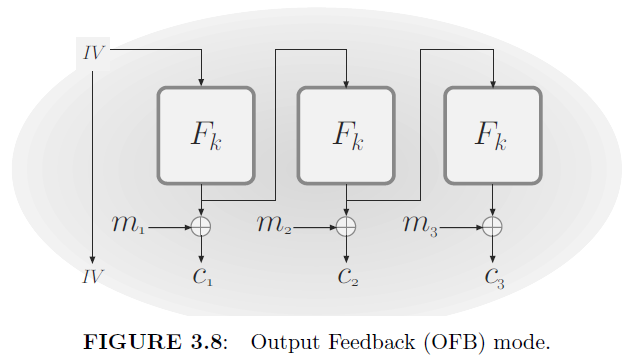 IV
F_k F_k F_k
m_1 m_2 m_3
IV c_1 c_2 c_3
FIGURE 3.8: Output Feedback (OFB) mode.